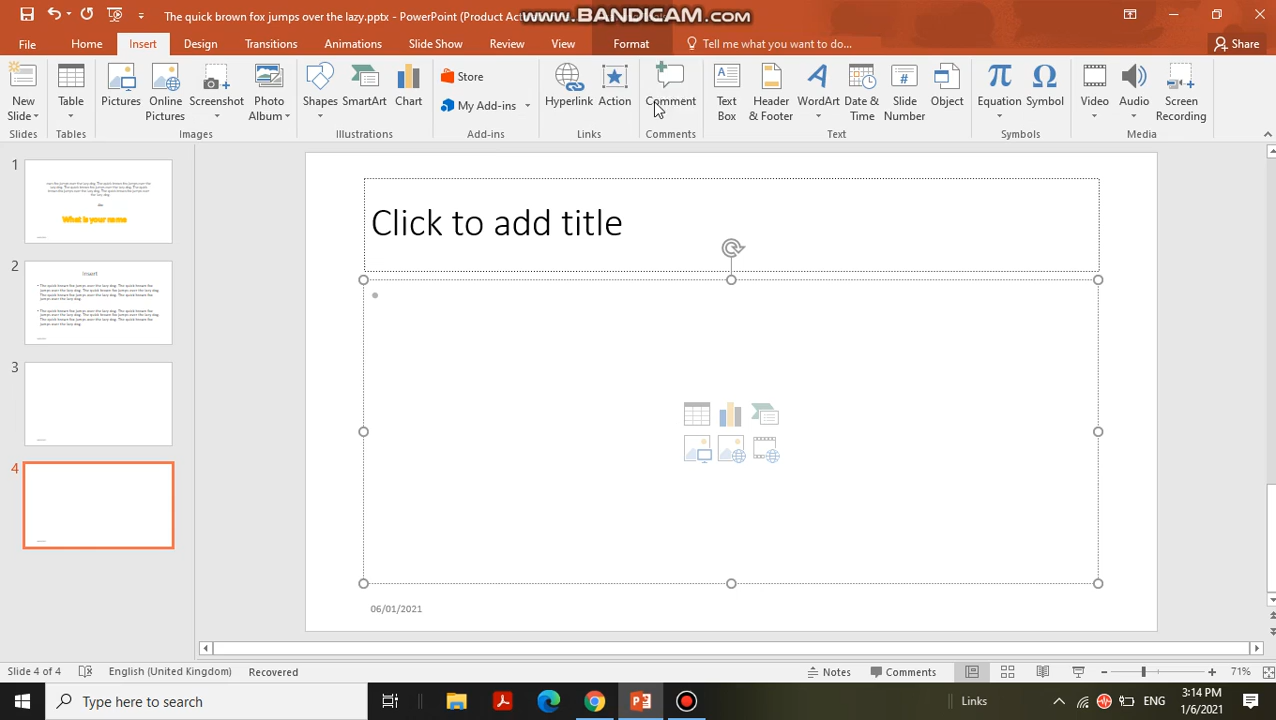 The quick brown fox jumps over the lazy.pptx - PowerPoint (Product Ac
www.BANDICAM.com
File Home Insert Design Transitions Animations Slide Show Review View Format Tell me what you want to do... Share
New Slide
Table
Pictures
Online Pictures
Screenshot
Photo Album
Shapes
SmartArt
Chart
Store
My Add-ins
Hyperlink
Action
Comment
Text Box
Header & Footer
WordArt
Date & Time
Slide Number
Object
Equation
Symbol
Video
Audio
Screen Recording
Slides Tables Images Illustrations Add-ins Links Comments Text Symbols Media
1
What is your name
2
Insert
3
4
Click to add title
06/01/2021
Slide 4 of 4 English (United Kingdom) Recovered Notes Comments 71%
Type here to search
Links
ENG
3:14 PM
1/6/2021